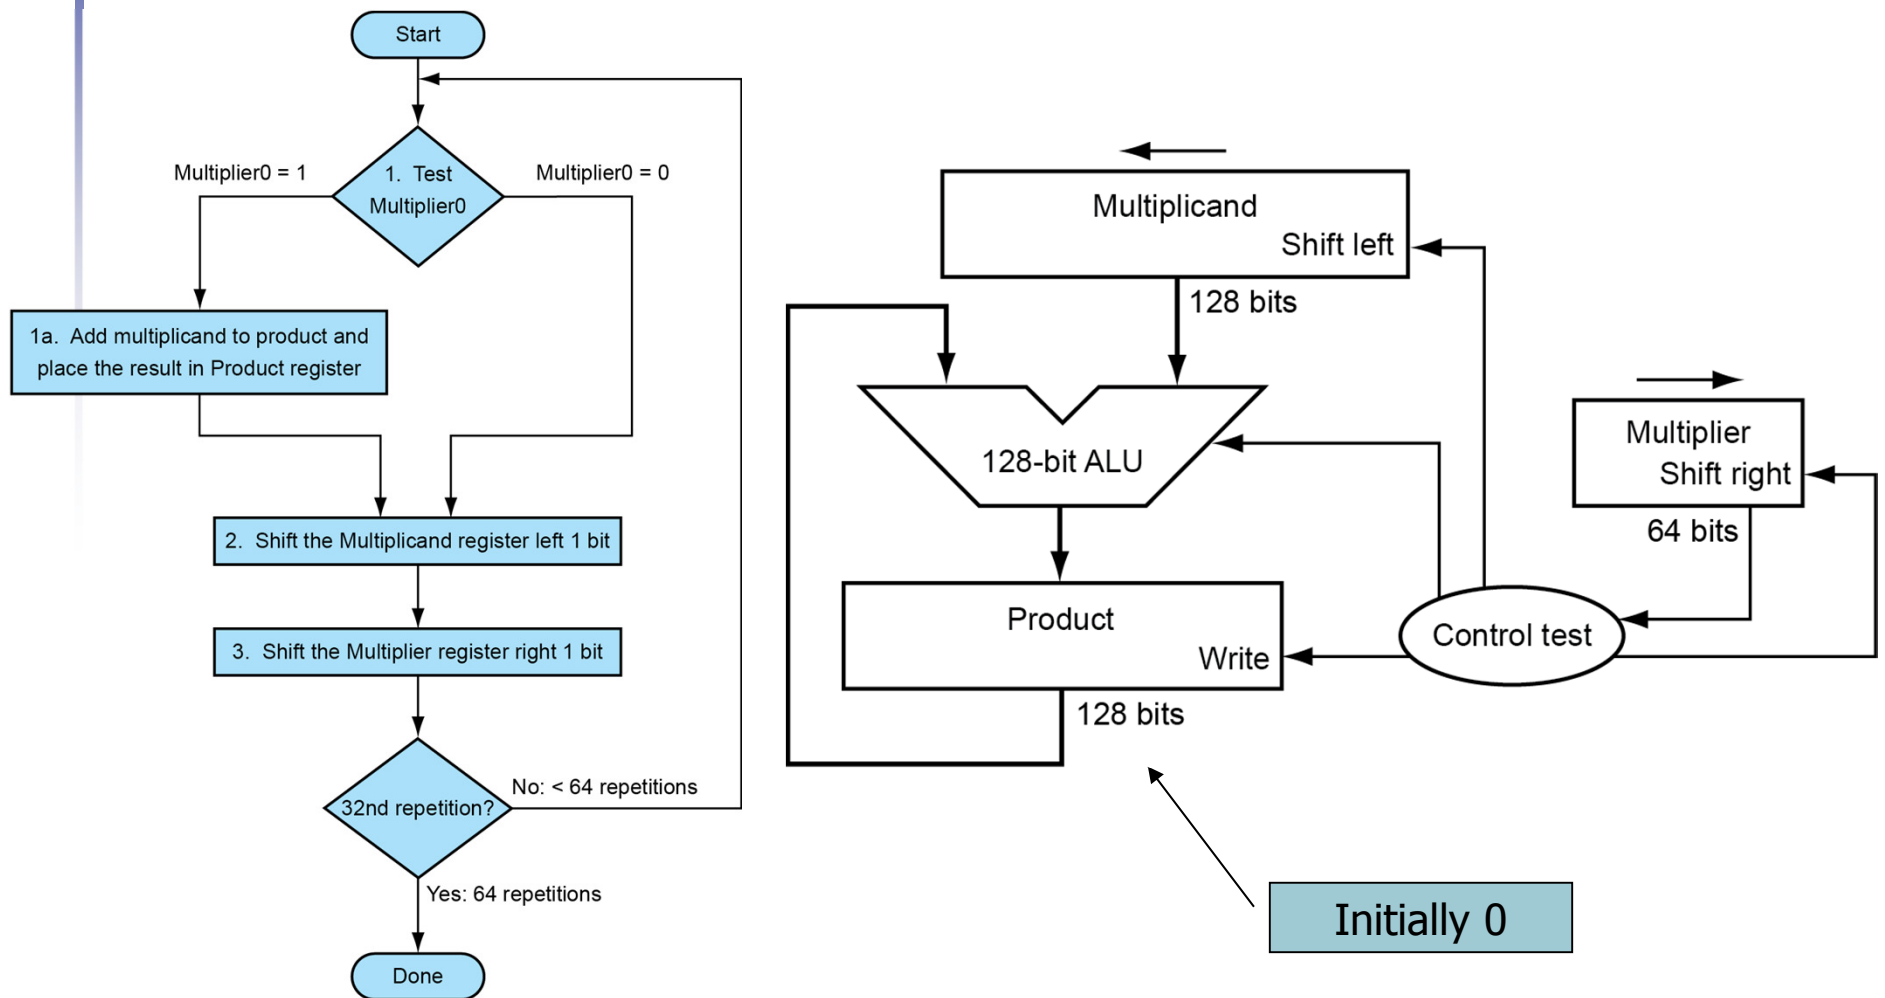 Start
1. Test
Multiplier0
Multiplier0 = 1
Multiplier0 = 0
1a. Add multiplicand to product and
place the result in Product register
2. Shift the Multiplicand register left 1 bit
3. Shift the Multiplier register right 1 bit
32nd repetition?
No: < 64 repetitions
Yes: 64 repetitions
Done
Multiplicand
Shift left
128 bits
128-bit ALU
Multiplier
Shift right
64 bits
Product
Write
128 bits
Control test
Initially 0